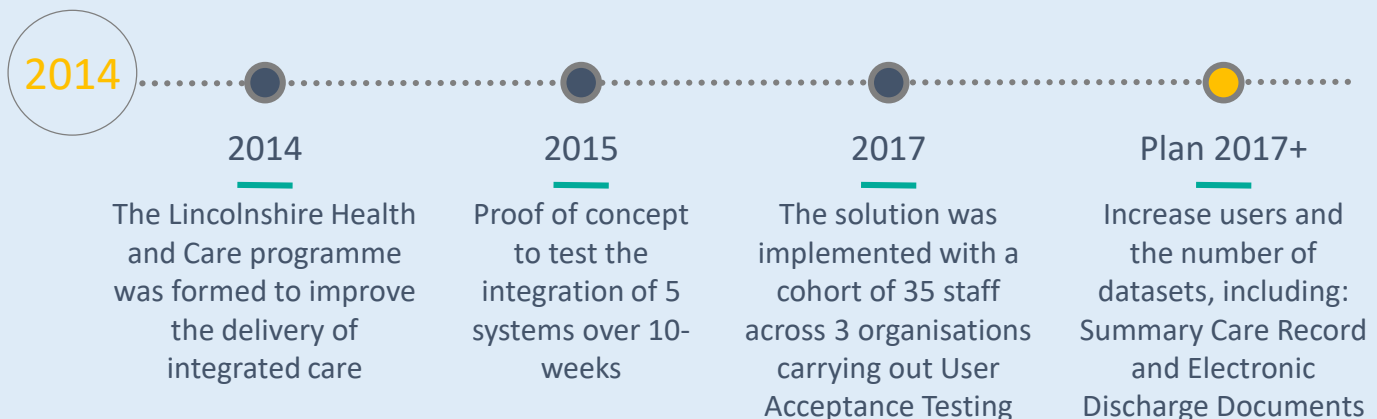 2014
2014
The Lincolnshire Health
and Care programme
was formed to improve
the delivery of
integrated care
2015
Proof of concept
to test the
integration of 5
systems over 10-
weeks
2017
The solution was
implemented with a
cohort of 35 staff
across 3 organisations
carrying out User
Acceptance Testing
Plan 2017+
Increase users and
the number of
datasets, including:
Summary Care Record
and Electronic
Discharge Documents